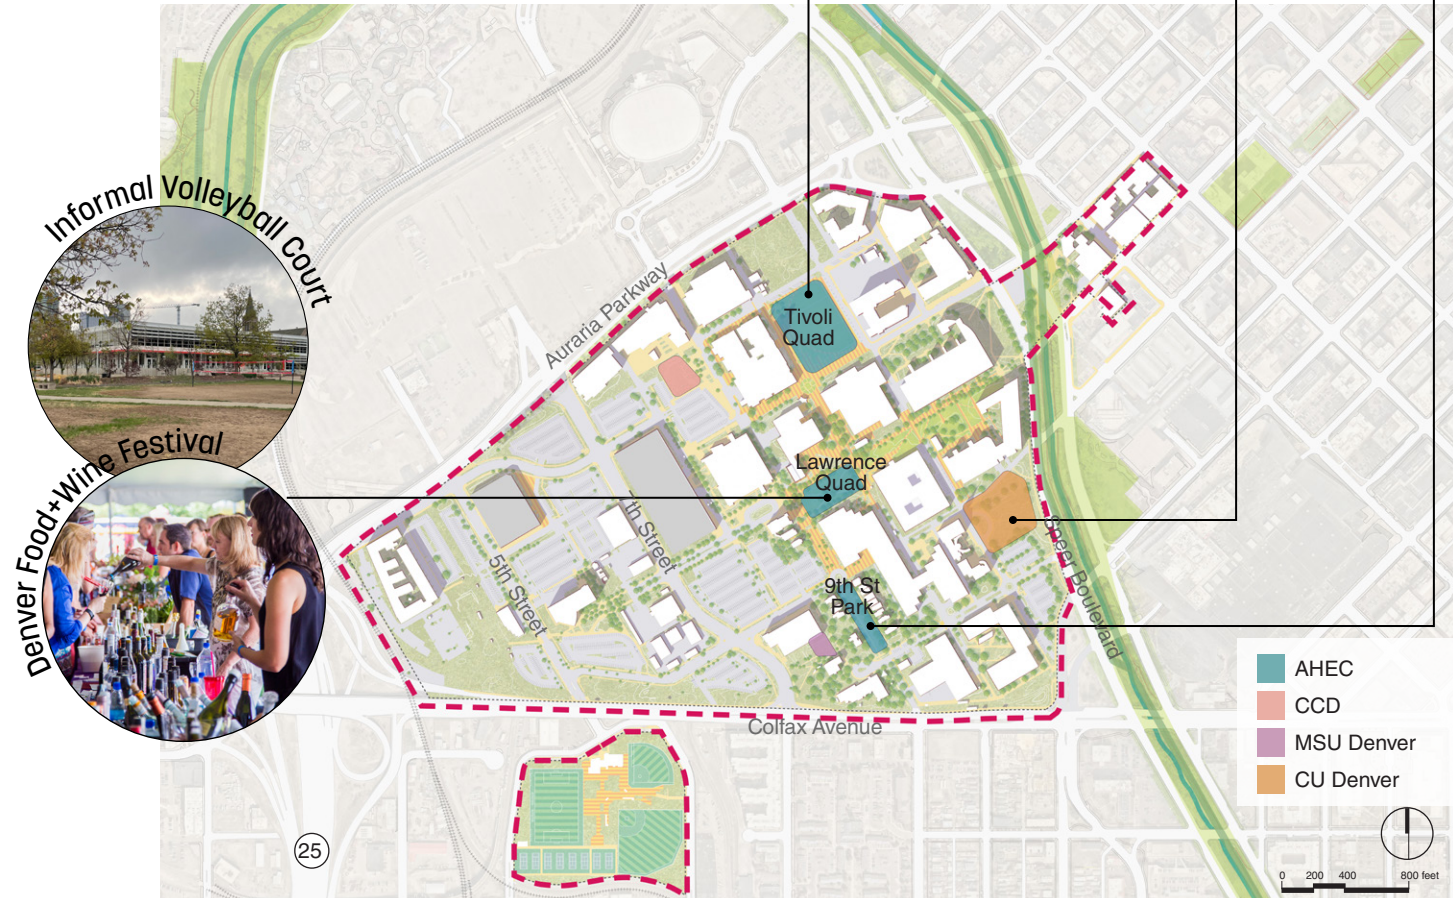 Informal Volleyball Court
Denver Food+Wine Festival
Auraria Parkway
Tivoli
Quad
Lawrence
Quad
9th St
Park
5th Street
th Street
Speer Boulevard
Colfax Avenue
25
AHEC
CCD
MSU Denver
CU Denver
0 200 400 800 feet